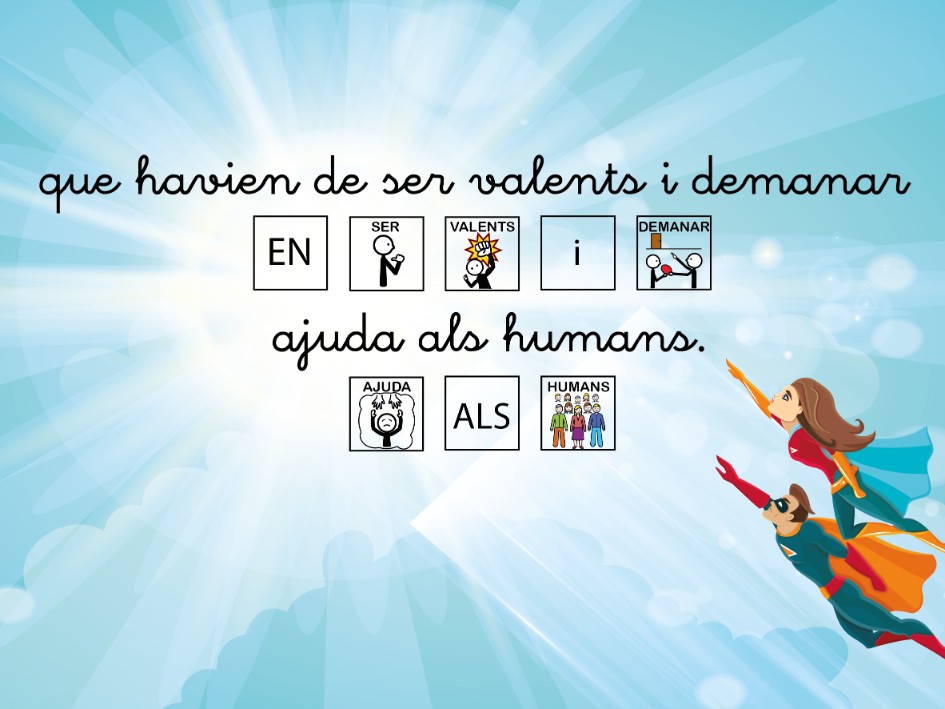 que havien de ser valents i demanar
EN SER VALENTS i DEMANAR
ajuda als humans.
AJUDA ALS HUMANS